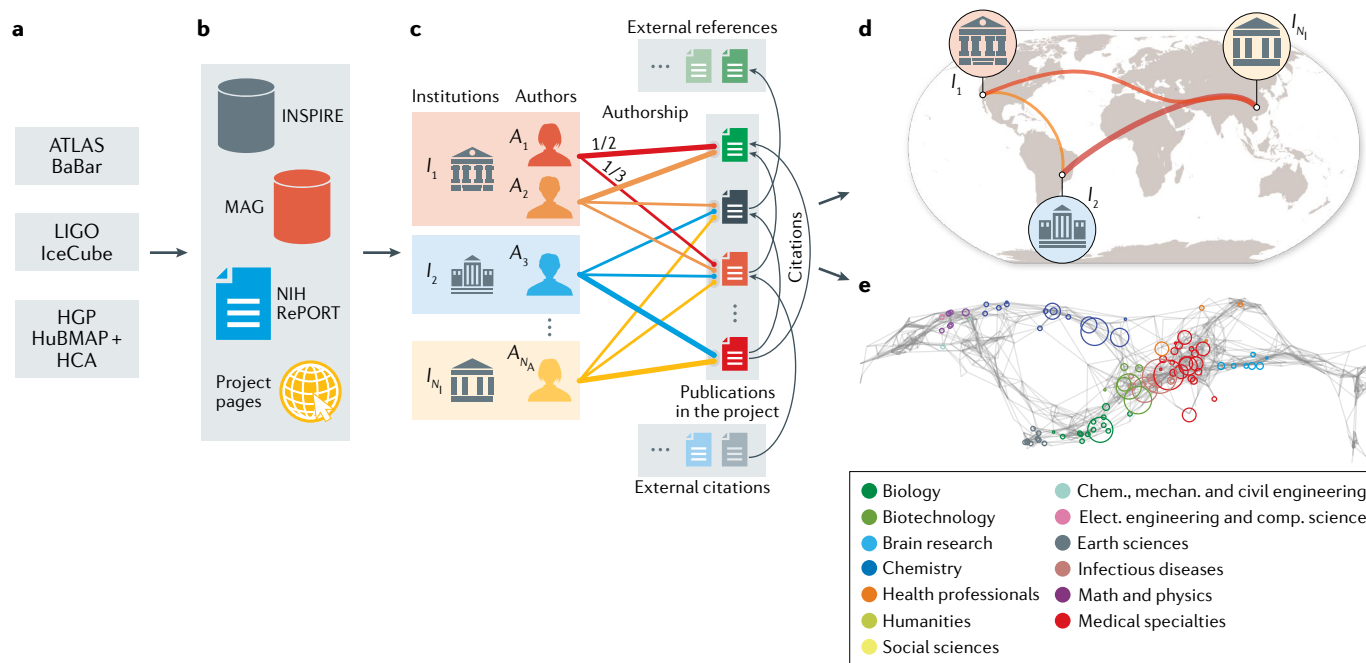 a
ATLAS
BaBar
LIGO
IceCube
HGP
HuBMAP +
HCA
b
INSPIRE
MAG
NIH
RePORT
Project
pages
c
External references
...
Institutions
Authors
Authorship
I1
A1
A2
1/2
1/3
I2
A3
...
INI
ANA
...
Citations
Publications
in the project
...
External citations
d
I1
I2
INI
e
Biology
Biotechnology
Brain research
Chemistry
Health professionals
Humanities
Social sciences
Chem., mechan. and civil engineering
Elect. engineering and comp. science
Earth sciences
Infectious diseases
Math and physics
Medical specialties